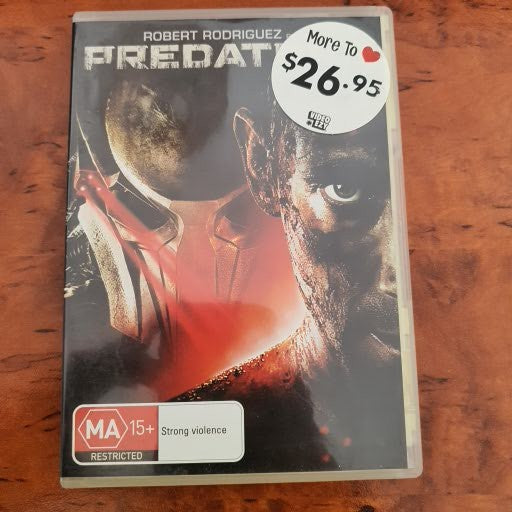 ROBERT RODRIGUEZ
PREDAT
More To
$26.95
VIDEO
EZY
MA 15+
Strong violence
RESTRICTED